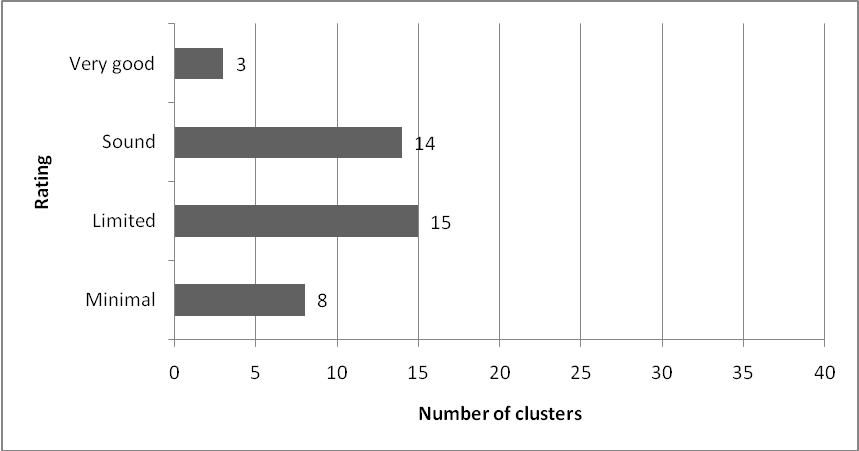 Very good
3
Sound
14
Rating
Limited
15
Minimal
8
0 5 10 15 20 25 30 35 40
Number of clusters